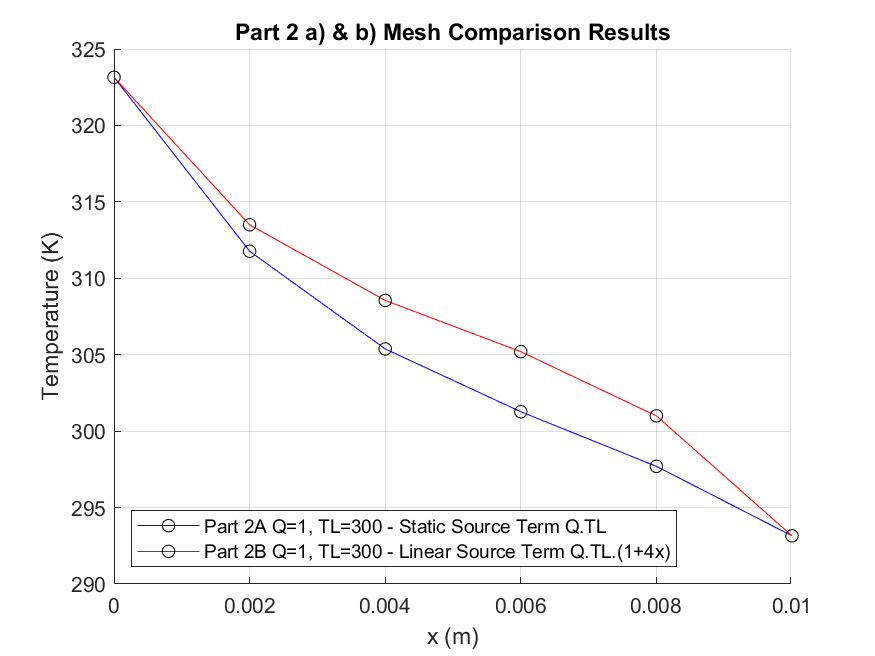 Part 2 a) & b) Mesh Comparison Results
325
320
315
310
305
300
295
290
Temperature (K)
Part 2A Q=1, TL=300 - Static Source Term Q.TL
Part 2B Q=1, TL=300 - Linear Source Term Q.TL.(1+4x)
0
0.002
0.004
0.006
0.008
0.01
x (m)